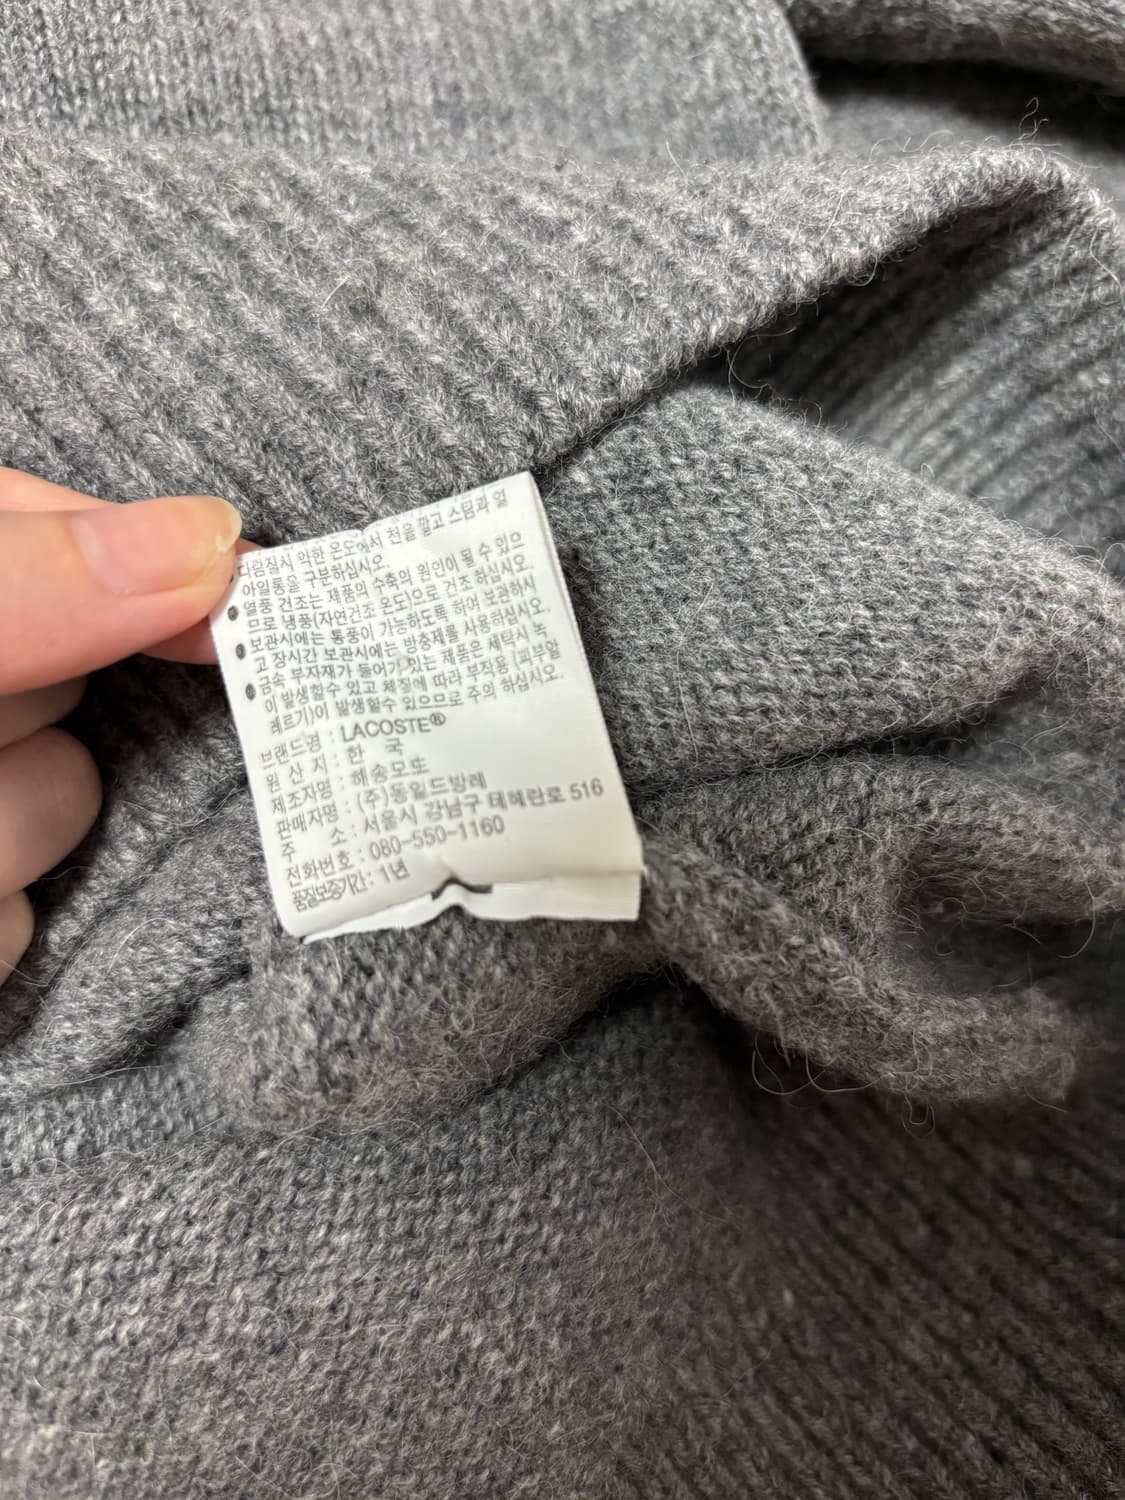 다림질시 약한 온도에서 천을 깔고 스팀과 열
아일롱을 구분하십시오.
● 열풍 건조는 제품의 수축의 원인이 될 수 있으
므로 냉풍(자연건조 온도)으로 건조 하십시오.
● 보관시에는 통풍이 가능하도록 하여 보관하시
고 장시간 보관시에는 방충제를 사용하십시오.
● 금속 부자재가 들어가 있는 제품은 세탁시 녹
이 발생할수 있고 체질에 따라 부작용 (피부알
레르기)이 발생할수 있으므로 주의 하십시오.
브랜드명 : LACOSTE®
원 산 지 : 한 국
제조자명 : 해송모드
판매자명 : (주)동일드방레
주 소 : 서울시 강남구 테헤란로 516
전화번호 : 080-550-1160
품질보증기간 : 1년